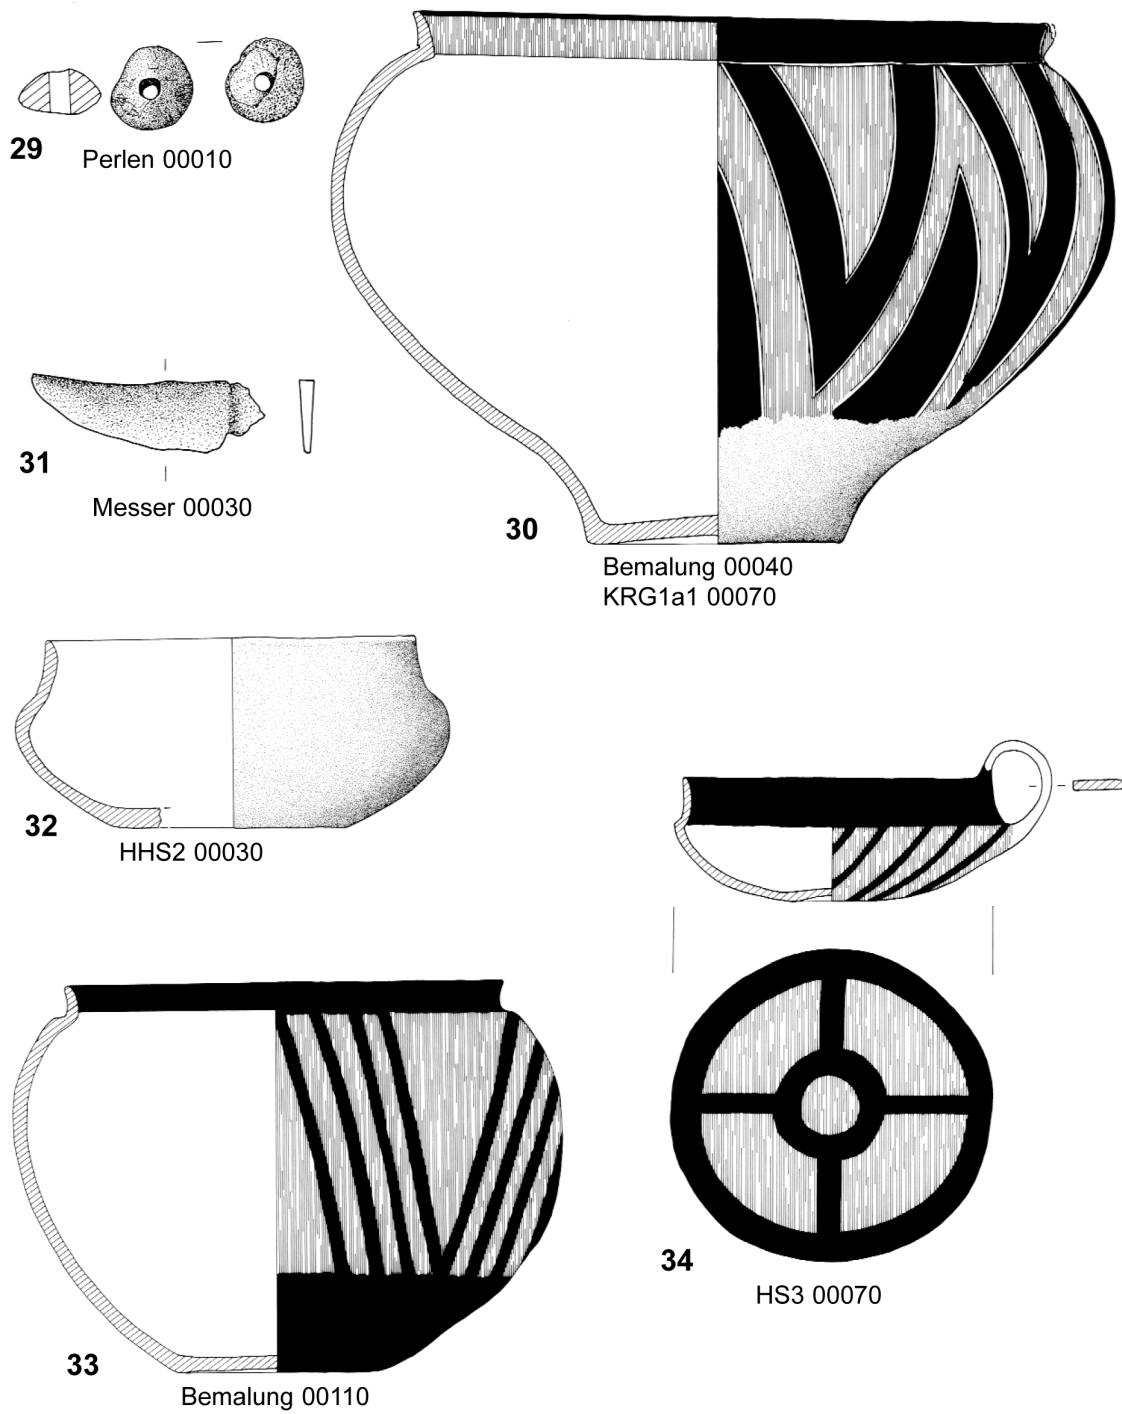 29
Perlen 00010
31
Messer 00030
30
Bemalung 00040
KRG1a1 00070
32
HHS2 00030
33
Bemalung 00110
34
HS3 00070